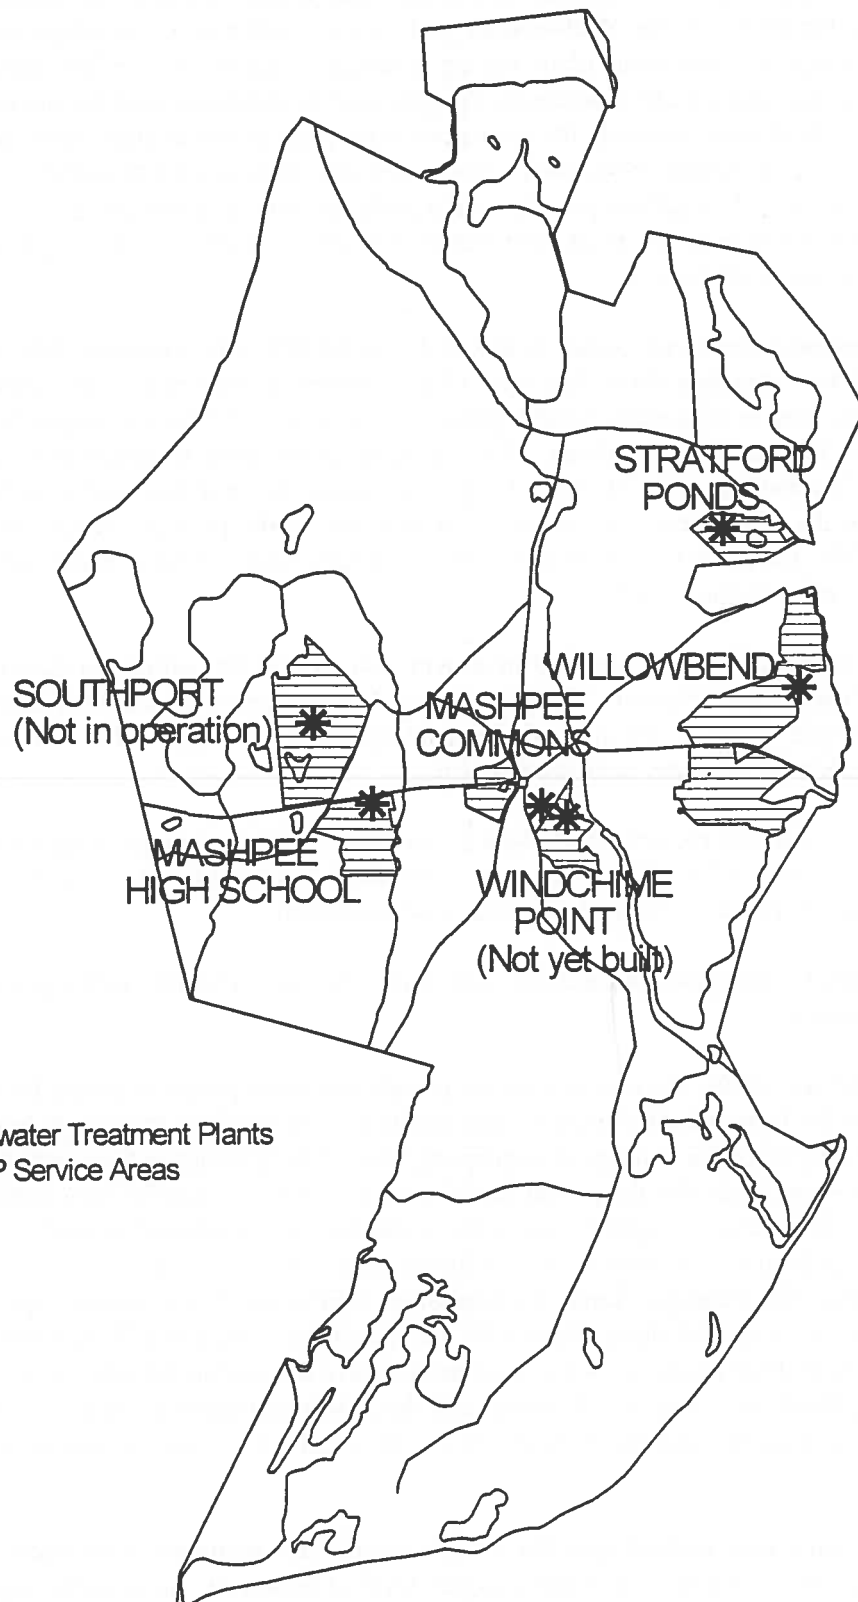 STRATFORD
PONDS
WILLOWBEND
SOUTHPORT
(Not in operation)
MASHPEE
COMMONS
MASHPEE
HIGH SCHOOL
WINDCHIME
POINT
(Not yet built)
water Treatment Plants
P Service Areas